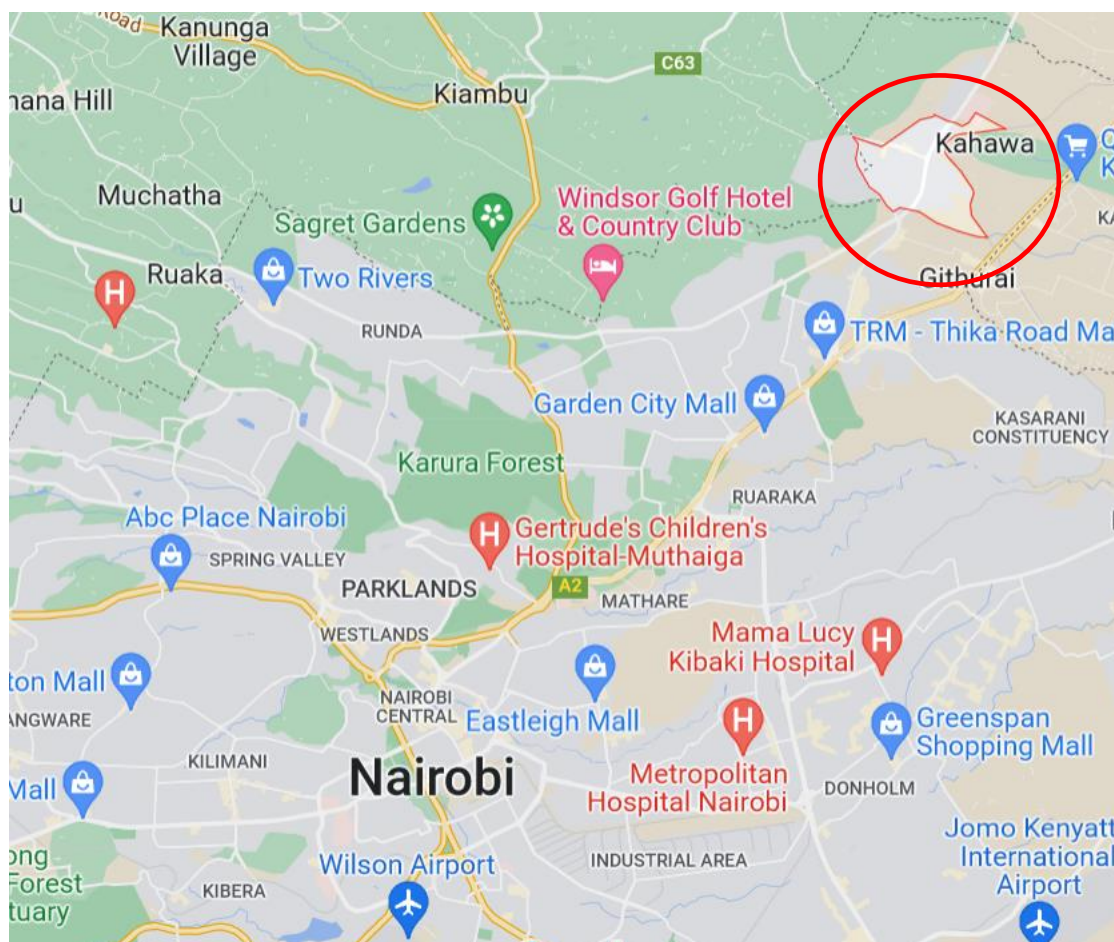 Road
Kanunga
Village
C63
nana Hill
Kiambu
Kahawa
Muchatha
Windsor Golf Hotel
& Country Club
Sagret Gardens
Ruaka
Two Rivers
Githurai
RUNDA
TRM - Thika Road Ma
Garden City Mall
KASARANI
CONSTITUENCY
Karura Forest
RUARAKA
Abc Place Nairobi
Gertrude's Children's
Hospital-Muthaiga
SPRING VALLEY
PARKLANDS
A2
MATHARE
WESTLANDS
Mama Lucy
Kibaki Hospital
ton Mall
NAIROBI
CENTRAL
ANGWARE
Eastleigh Mall
Greenspan
Shopping Mall
KILIMANI
Nairobi
Mall
Metropolitan
Hospital Nairobi
DONHOLM
Jomo Kenyatt
International
Airport
ong
Forest
tuary
Wilson Airport
INDUSTRIAL AREA
KIBERA